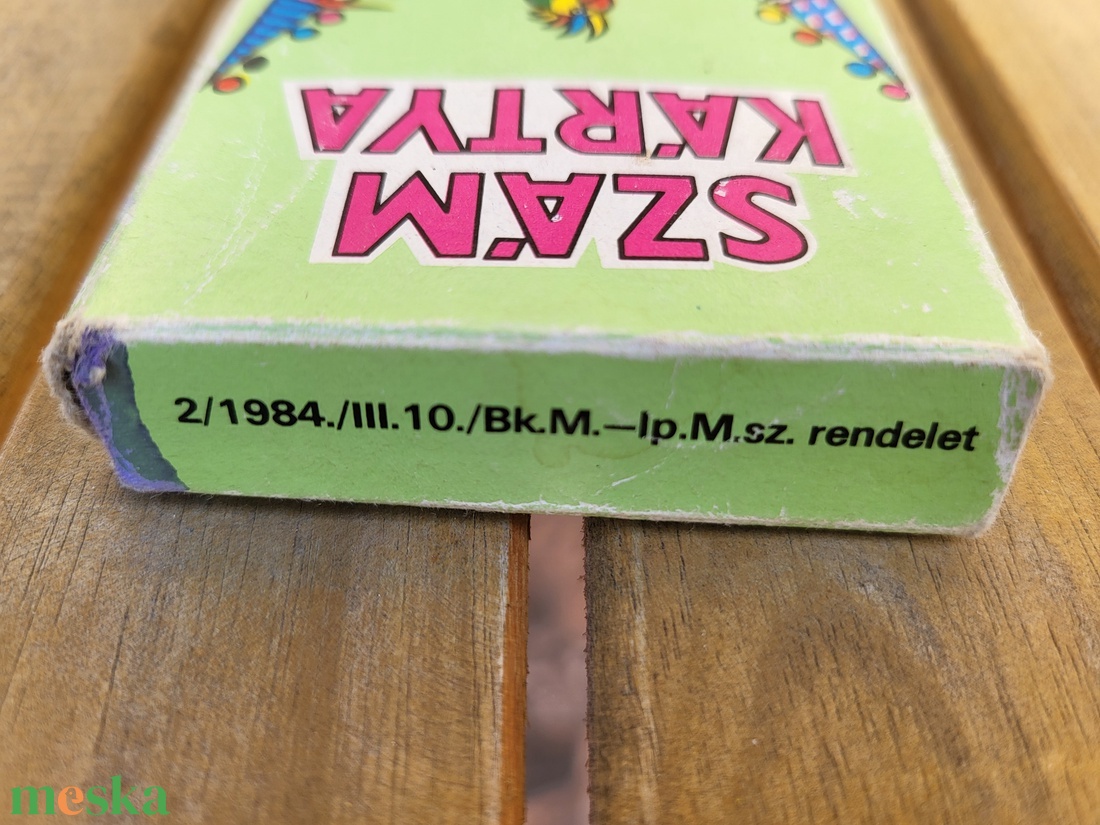 SZÁM
KÁRTYA
2/1984./III.10./Bk.M.—Ip.M.sz. rendelet
meska